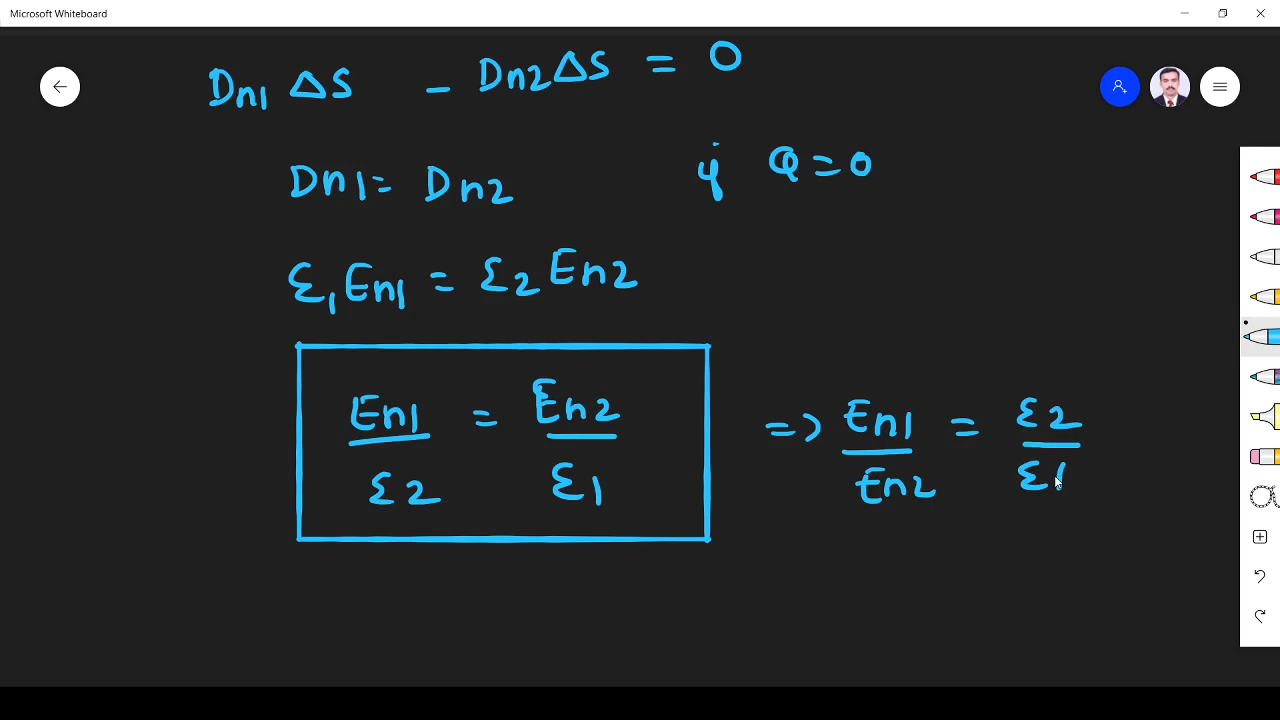 Microsoft Whiteboard
Dn1 ΔS - Dn2 ΔS = 0
Dn1 = Dn2 if Q = 0
ε1 En1 = ε2 En2
En1 / ε2 = En2 / ε1 => En1 / En2 = ε2 / ε1